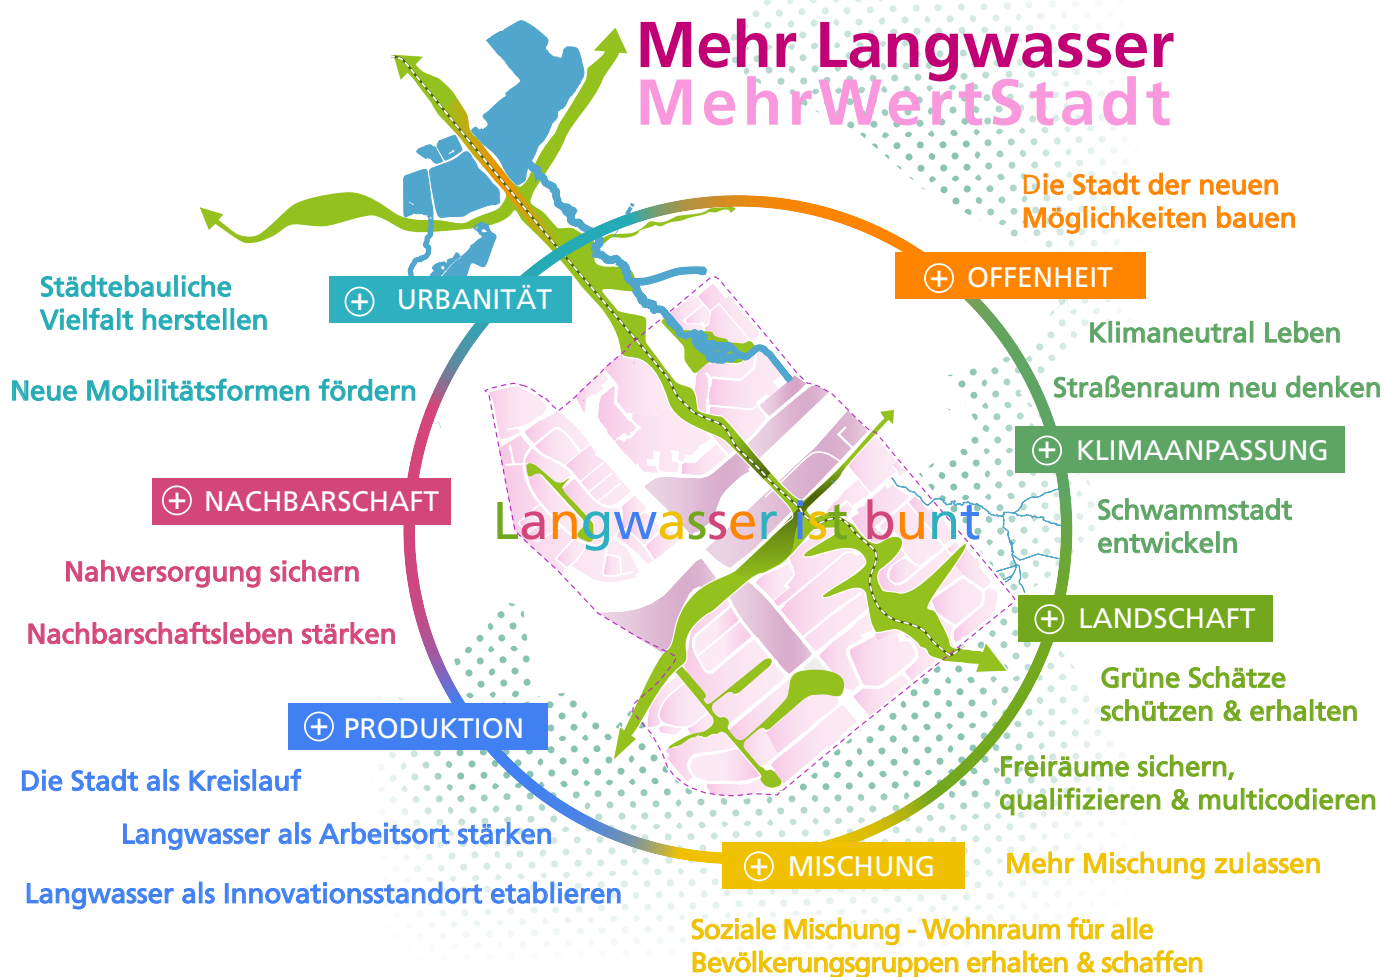 Mehr Langwasser
MehrWertStadt
Die Stadt der neuen
Möglichkeiten bauen
OFFENHEIT
Städtebauliche
Vielfalt herstellen
URBANITÄT
Neue Mobilitätsformen fördern
Klimaneutral Leben
Straßenraum neu denken
KLIMAANPASSUNG
Schwammstadt
entwickeln
NACHBARSCHAFT
Langwasser ist bunt
Nahversorgung sichern
Nachbarschaftsleben stärken
LANDSCHAFT
Grüne Schätze
schützen & erhalten
Freiräume sichern,
qualifizieren & multicodieren
PRODUKTION
Die Stadt als Kreislauf
Langwasser als Arbeitsort stärken
Langwasser als Innovationsstandort etablieren
MISCHUNG
Mehr Mischung zulassen
Soziale Mischung - Wohnraum für alle
Bevölkerungsgruppen erhalten & schaffen